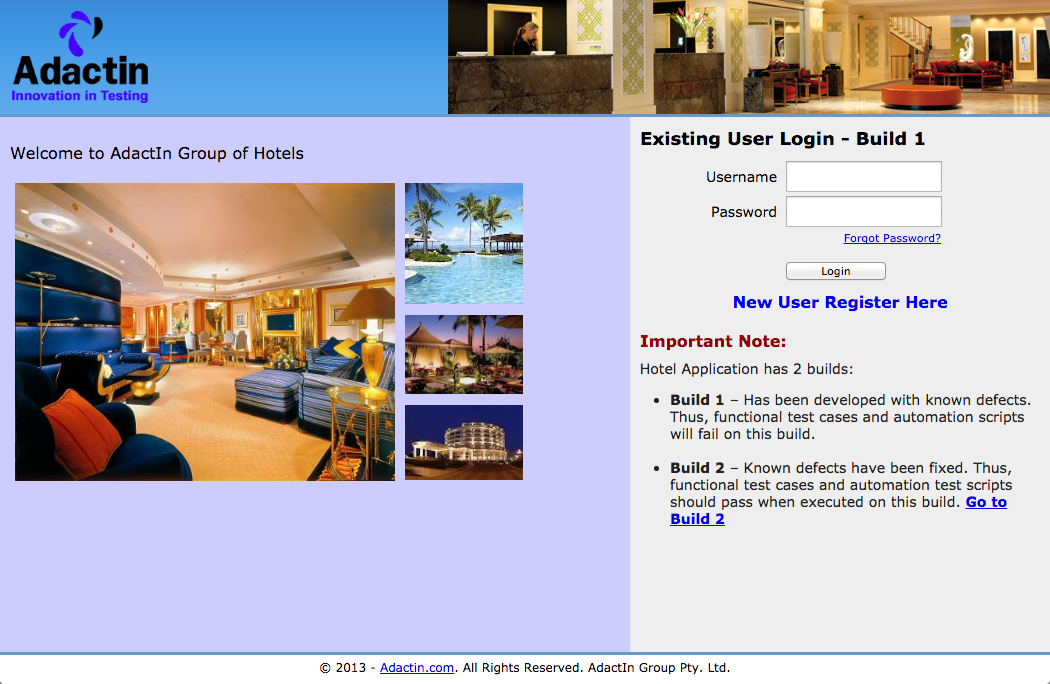 Adactin
Innovation in Testing
Welcome to AdactIn Group of Hotels
Existing User Login - Build 1
Username
Password
Forgot Password?
Login
New User Register Here
Important Note:
Hotel Application has 2 builds:
• Build 1 – Has been developed with known defects.
Thus, functional test cases and automation scripts
will fail on this build.
• Build 2 – Known defects have been fixed. Thus,
functional test cases and automation test scripts
should pass when executed on this build. Go to
Build 2
© 2013 - Adactin.com. All Rights Reserved. AdactIn Group Pty. Ltd.